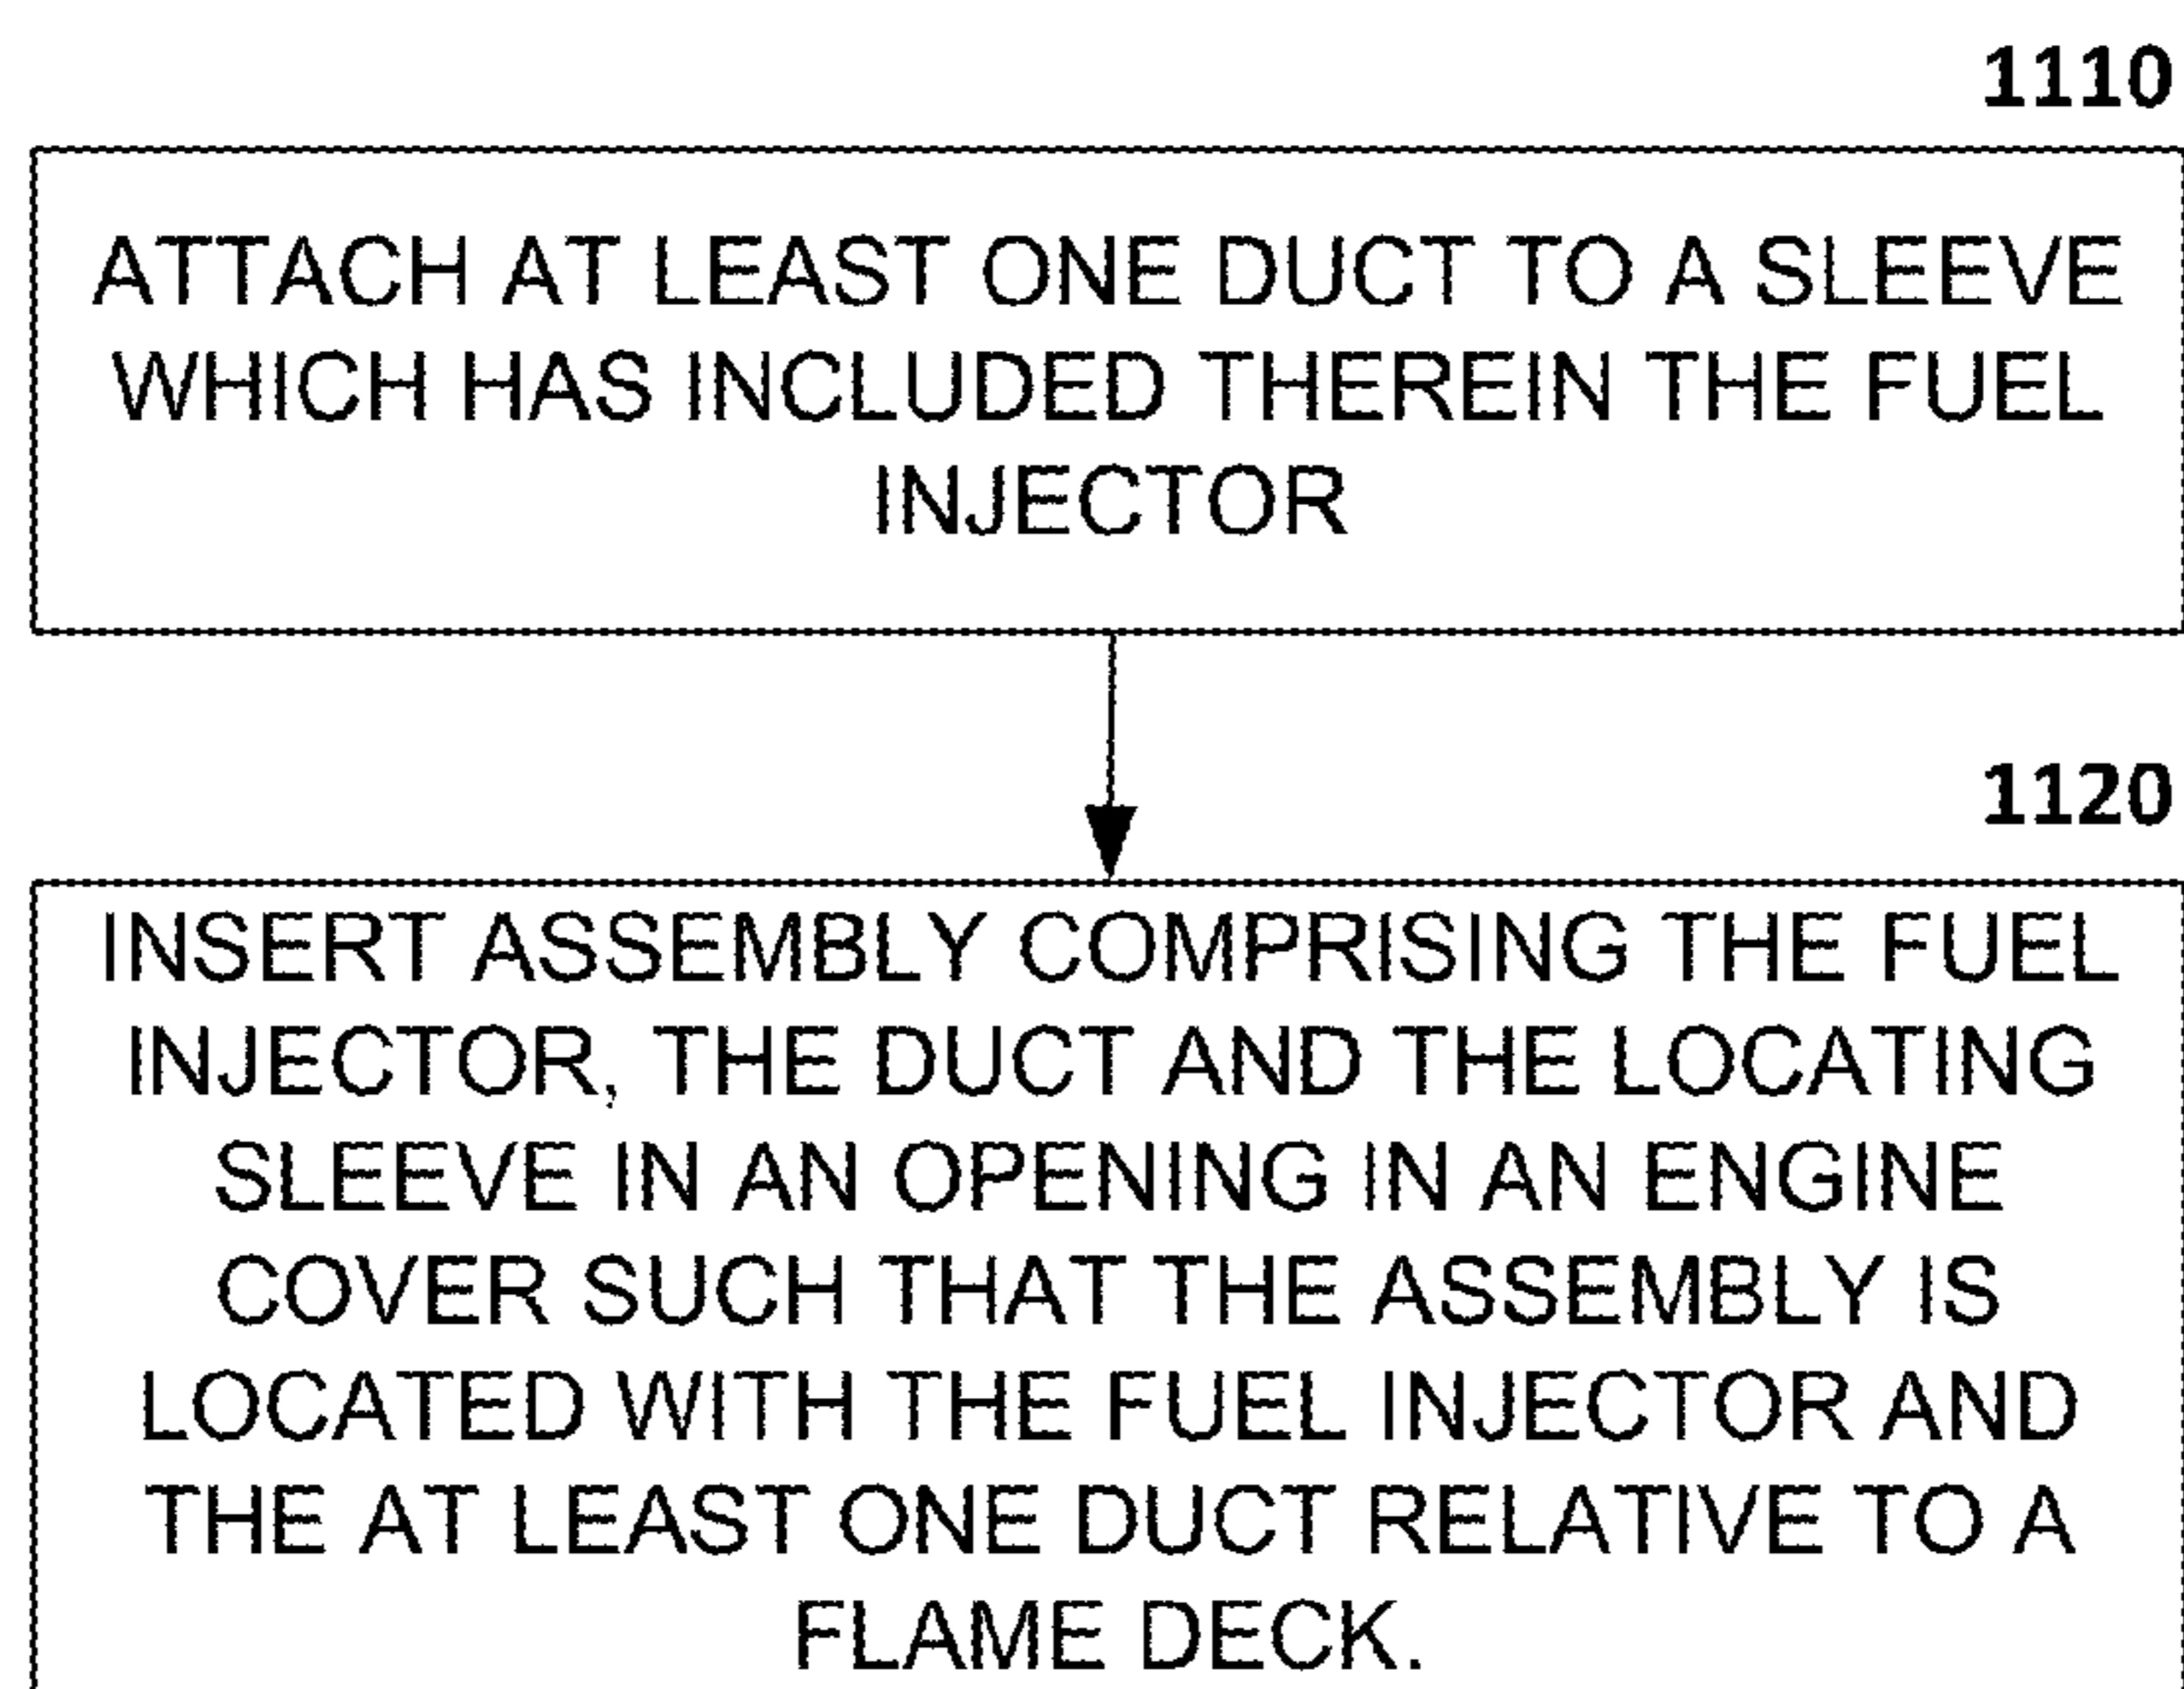 1110
ATTACH AT LEAST ONE DUCT TO A SLEEVE
WHICH HAS INCLUDED THEREIN THE FUEL
INJECTOR
1120
INSERT ASSEMBLY COMPRISING THE FUEL
INJECTOR, THE DUCT AND THE LOCATING
SLEEVE IN AN OPENING IN AN ENGINE
COVER SUCH THAT THE ASSEMBLY IS
LOCATED WITH THE FUEL INJECTOR AND
THE AT LEAST ONE DUCT RELATIVE TO A
FLAME DECK.